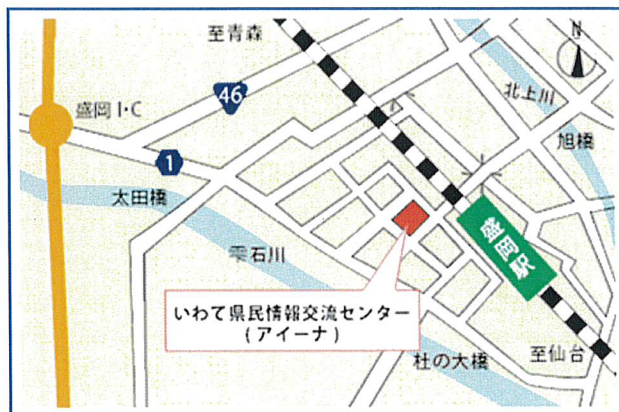 至青森
N
46
北上川
盛岡I・C
旭橋
1
太田橋
雫石川
盛岡駅
いわて県民情報交流センター
(アイーナ)
杜の大橋
至仙台